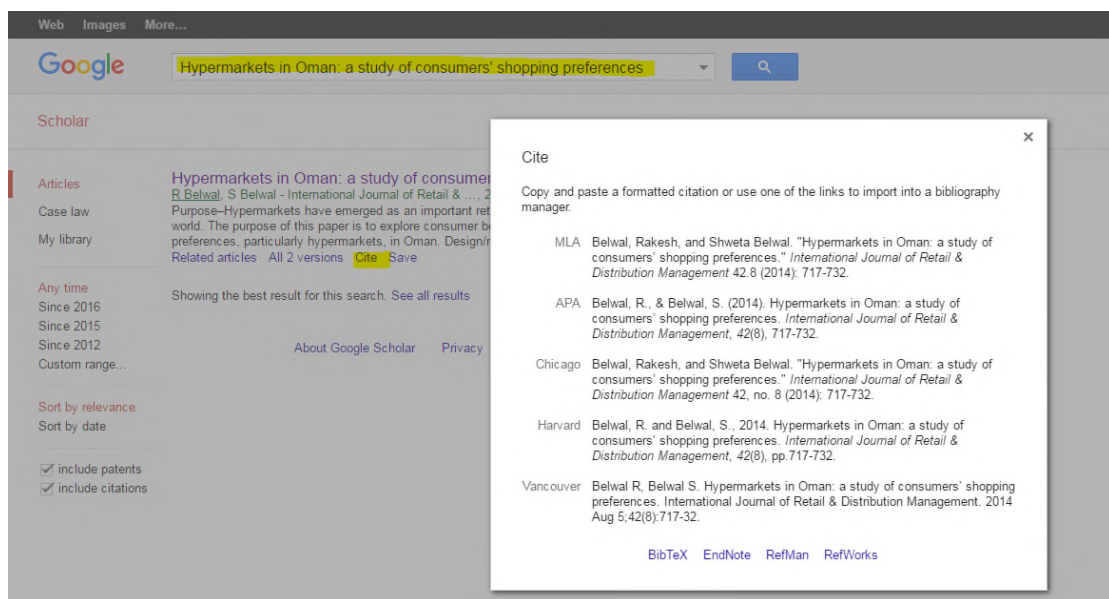 Web Images More...
Google
Hypermarkets in Oman: a study of consumers' shopping preferences
Scholar
Articles
Case law
My library
Any time
Since 2016
Since 2015
Since 2012
Custom range...
Sort by relevance
Sort by date
include patents
include citations
Hypermarkets in Oman: a study of consumer
R Belwal, S Belwal - International Journal of Retail & ..., 2
Purpose–Hypermarkets have emerged as an important ret
world. The purpose of this paper is to explore consumer b
preferences, particularly hypermarkets, in Oman. Design/r
Related articles All 2 versions Cite Save
Showing the best result for this search. See all results
About Google Scholar Privacy
×
Cite
Copy and paste a formatted citation or use one of the links to import into a bibliography
manager.
MLA Belwal, Rakesh, and Shweta Belwal. "Hypermarkets in Oman: a study of
consumers' shopping preferences." International Journal of Retail &
Distribution Management 42.8 (2014): 717-732.
APA Belwal, R., & Belwal, S. (2014). Hypermarkets in Oman: a study of
consumers' shopping preferences. International Journal of Retail &
Distribution Management, 42(8), 717-732.
Chicago Belwal, Rakesh, and Shweta Belwal. "Hypermarkets in Oman: a study of
consumers' shopping preferences." International Journal of Retail &
Distribution Management 42, no. 8 (2014): 717-732.
Harvard Belwal, R. and Belwal, S., 2014. Hypermarkets in Oman: a study of
consumers' shopping preferences. International Journal of Retail &
Distribution Management, 42(8), pp.717-732.
Vancouver Belwal R, Belwal S. Hypermarkets in Oman: a study of consumers' shopping
preferences. International Journal of Retail & Distribution Management. 2014
Aug 5;42(8):717-32.
BibTeX EndNote RefMan RefWorks